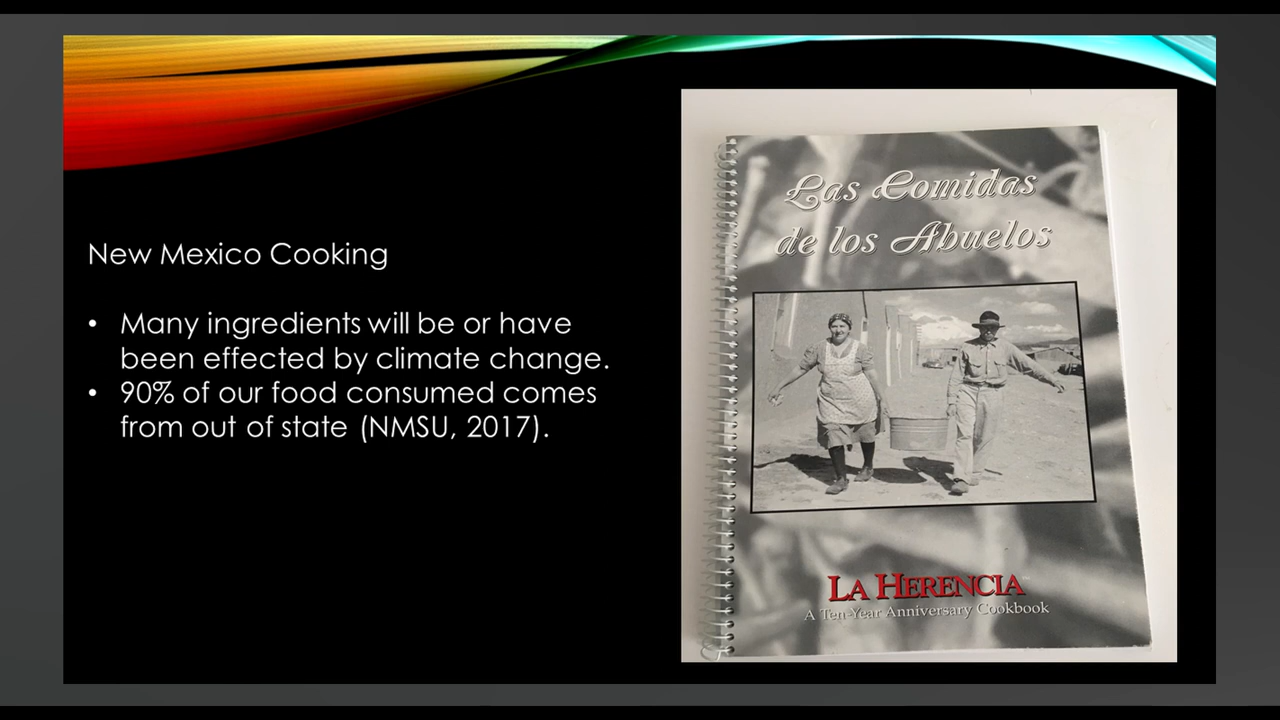 New Mexico Cooking
• Many ingredients will be or have
been effected by climate change.
• 90% of our food consumed comes
from out of state (NMSU, 2017).
Las Comidas
de los Abuelos
LA HERENCIA
A Ten-Year Anniversary Cookbook